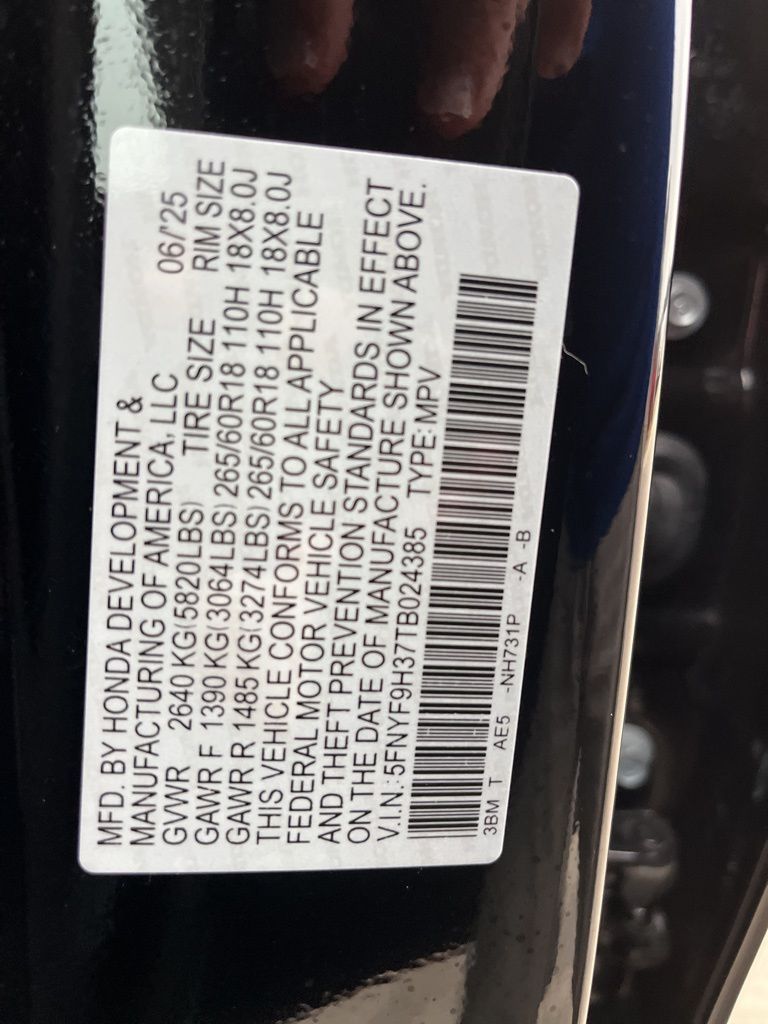 MFD. BY HONDA DEVELOPMENT &
MANUFACTURING OF AMERICA, LLC 06/'25
GVWR 2640 KG(5820LBS) TIRE SIZE RIM SIZE
GAWR F 1390 KG(3064LBS) 265/60R18 110H 18X8.0J
GAWR R 1485 KG(3274LBS) 265/60R18 110H 18X8.0J
THIS VEHICLE CONFORMS TO ALL APPLICABLE
FEDERAL MOTOR VEHICLE SAFETY
AND THEFT PREVENTION STANDARDS IN EFFECT
ON THE DATE OF MANUFACTURE SHOWN ABOVE.
V.I.N.:5FNYF9H37TB024385 TYPE:MPV
3BM T AE5 -NH731P -A -B